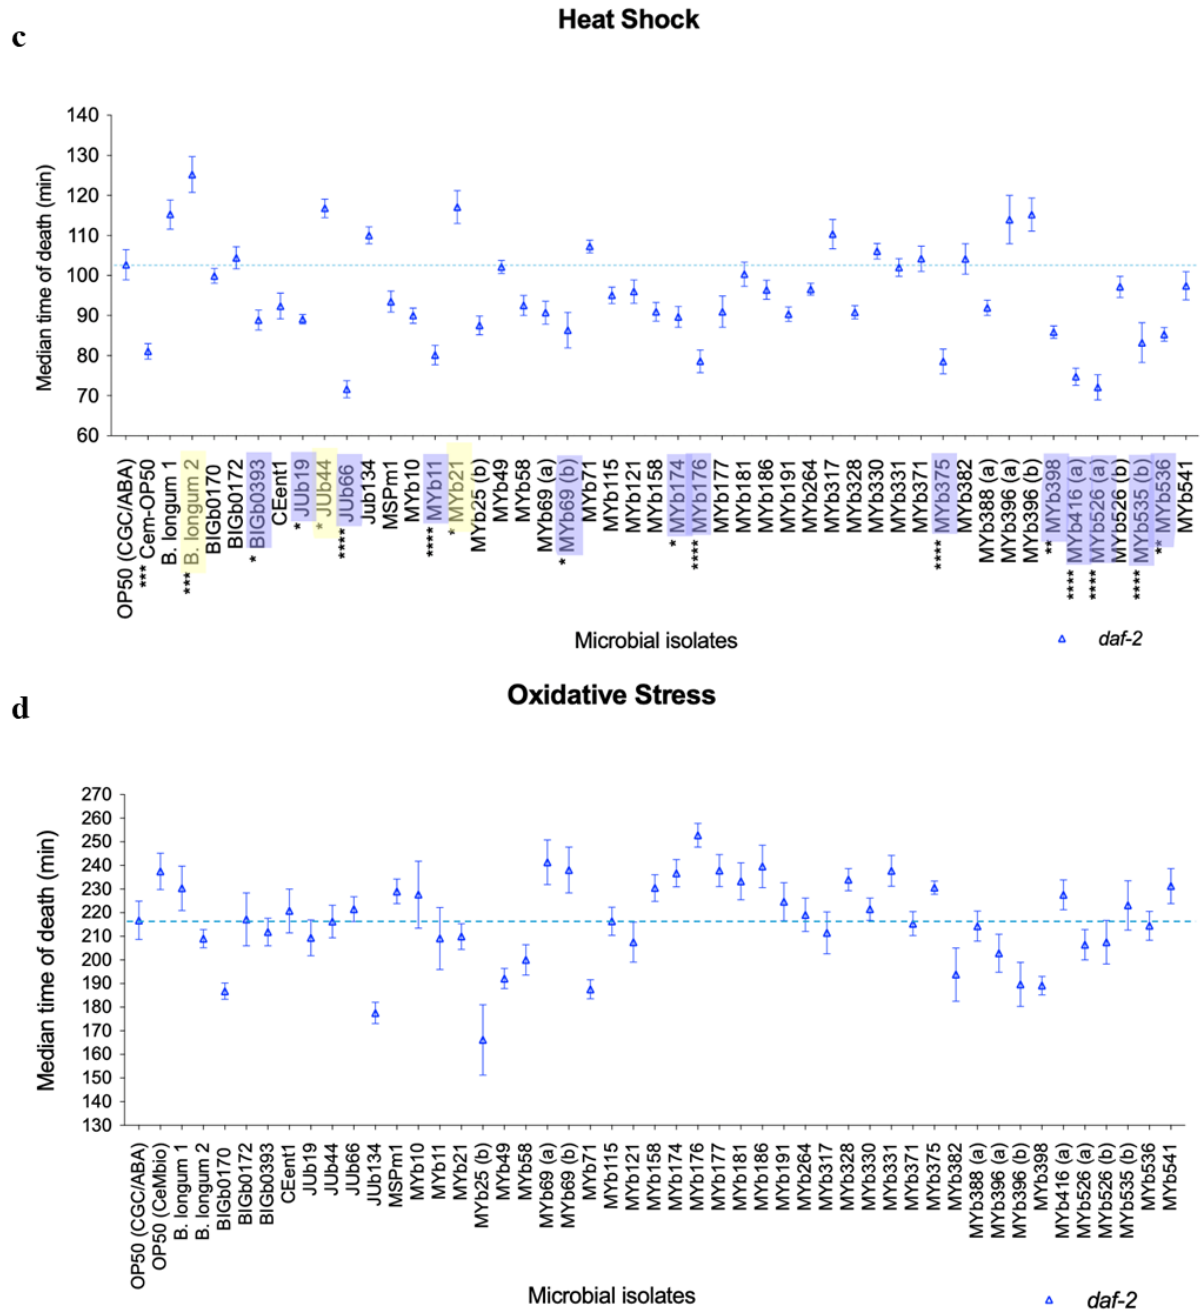 Heat Shock
c
Median time of death (min)
140
130
120
110
100
90
80
70
60
OP50 (CGC/ABA)
*** Cem-OP50
B. longum 1
*** B. longum 2
BIGb0170
BIGb0172
* BIGb0393
CEent1
* JUb19
* JUb44
**** JUb66
Jub134
MSPm1
MYb10
**** MYb11
* MYb21
MYb25 (b)
MYb49
MYb58
MYb69 (a)
* MYb69 (b)
MYb71
MYb115
MYb121
MYb158
* MYb174
**** MYb176
MYb177
MYb181
MYb186
MYb191
MYb264
MYb317
MYb328
MYb330
MYb331
MYb371
**** MYb375
MYb382
MYb388 (a)
MYb396 (a)
MYb396 (b)
** MYb398
**** MYb416 (a)
**** MYb526 (a)
MYb526 (b)
**** MYb535 (b)
** MYb536
MYb541
Microbial isolates
daf-2
Oxidative Stress
d
Median time of death (min)
270
260
250
240
230
220
210
200
190
180
170
160
150
140
130
OP50 (CGC/ABA)
OP50 (CeMbio)
B. longum 1
B. longum 2
BIGb0170
BIGb0172
BIGb0393
CEent1
JUb19
JUb44
JUb66
JUb134
MSPm1
MYb10
MYb11
MYb21
MYb25 (b)
MYb49
MYb58
MYb69 (a)
MYb69 (b)
MYb71
MYb115
MYb121
MYb158
MYb174
MYb176
MYb177
MYb181
MYb186
MYb191
MYb264
MYb317
MYb328
MYb330
MYb331
MYb371
MYb375
MYb382
MYb388 (a)
MYb396 (a)
MYb396 (b)
MYb398
MYb416 (a)
MYb526 (a)
MYb526 (b)
MYb535 (b)
MYb536
MYb541
Microbial isolates
daf-2